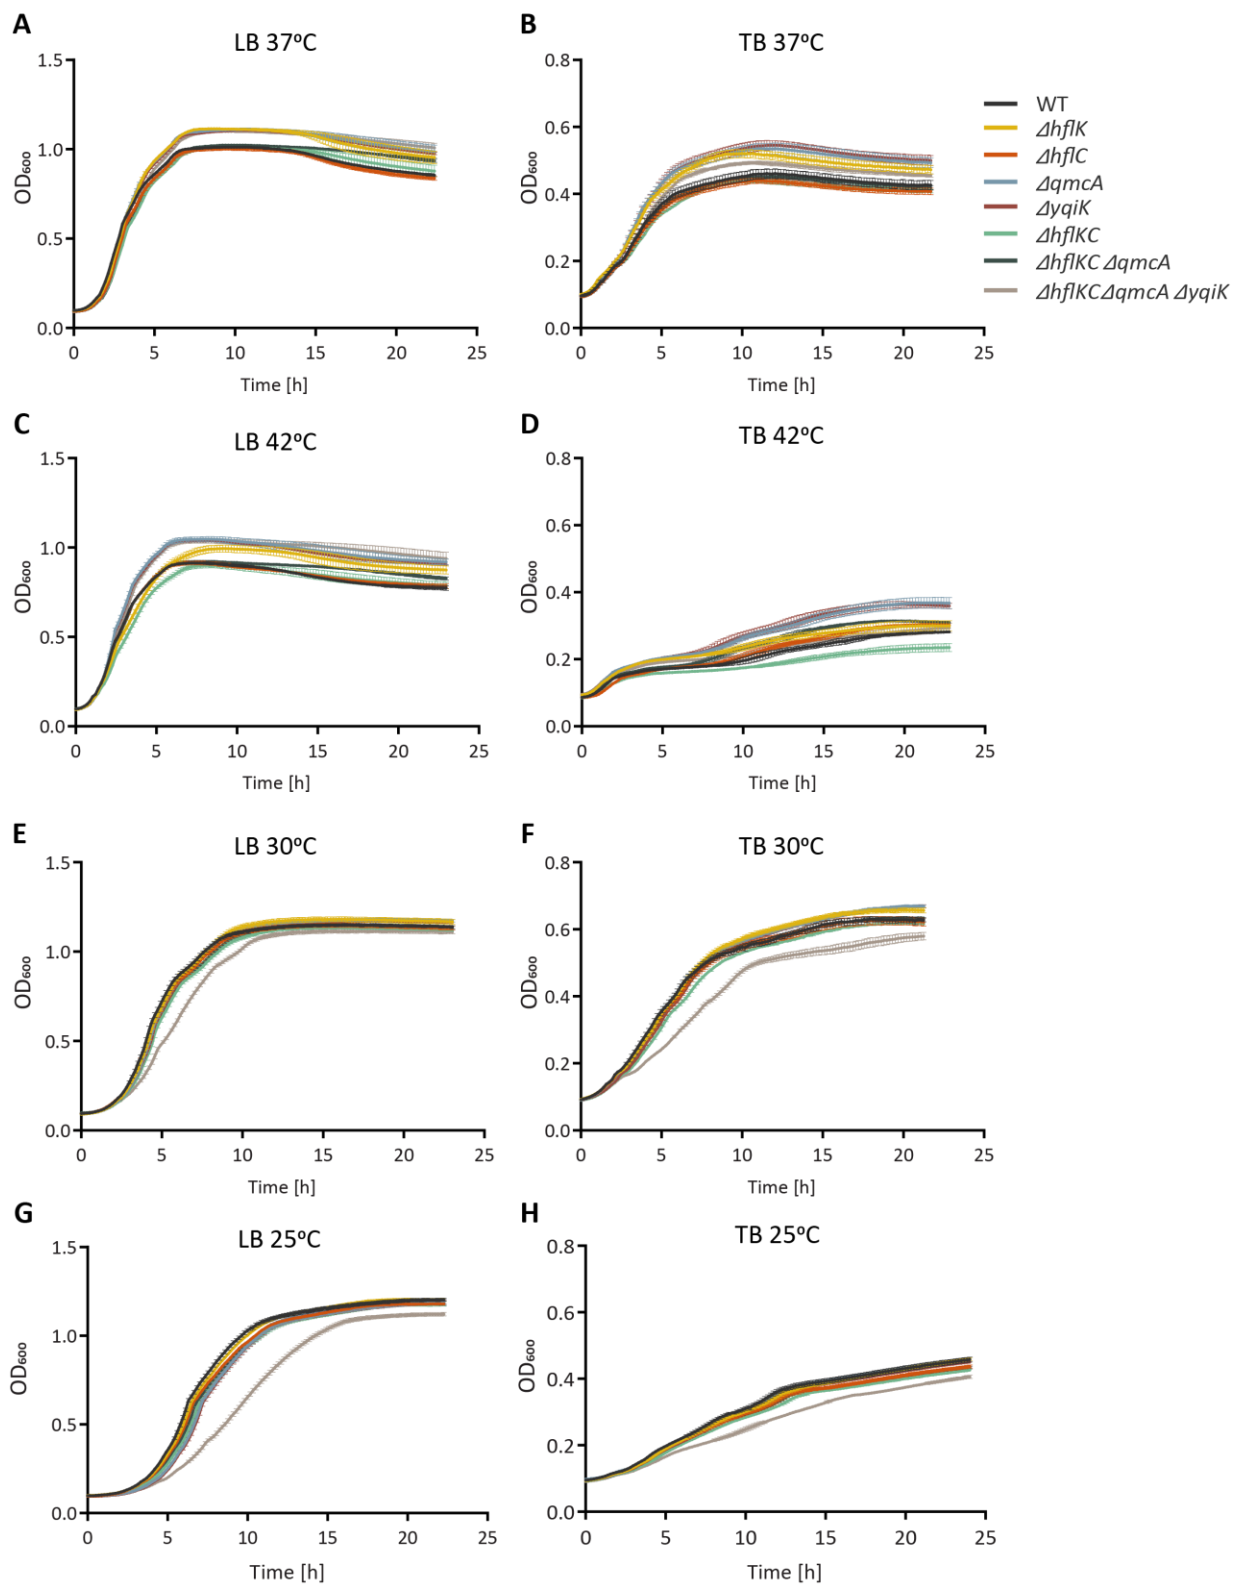 A
LB 37ºC
1.5
1.0
0.5
0.0
OD₆₀₀
0 5 10 15 20 25
Time [h]
B
TB 37ºC
0.8
0.6
0.4
0.2
0.0
OD₆₀₀
0 5 10 15 20 25
Time [h]
WT
ΔhflK
ΔhflC
ΔqmcA
ΔyqiK
ΔhflKC
ΔhflKC ΔqmcA
ΔhflKCΔqmcA ΔyqiK
C
LB 42ºC
1.5
1.0
0.5
0.0
OD₆₀₀
0 5 10 15 20 25
Time [h]
D
TB 42ºC
0.8
0.6
0.4
0.2
0.0
OD₆₀₀
0 5 10 15 20 25
Time [h]
E
LB 30ºC
1.5
1.0
0.5
0.0
OD₆₀₀
0 5 10 15 20 25
Time [h]
F
TB 30ºC
0.8
0.6
0.4
0.2
0.0
OD₆₀₀
0 5 10 15 20 25
Time [h]
G
LB 25ºC
1.5
1.0
0.5
0.0
OD₆₀₀
0 5 10 15 20 25
Time [h]
H
TB 25ºC
0.8
0.6
0.4
0.2
0.0
OD₆₀₀
0 5 10 15 20 25
Time [h]